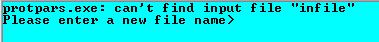 protpars.exe: can't find input file "infile"
Please enter a new file name>